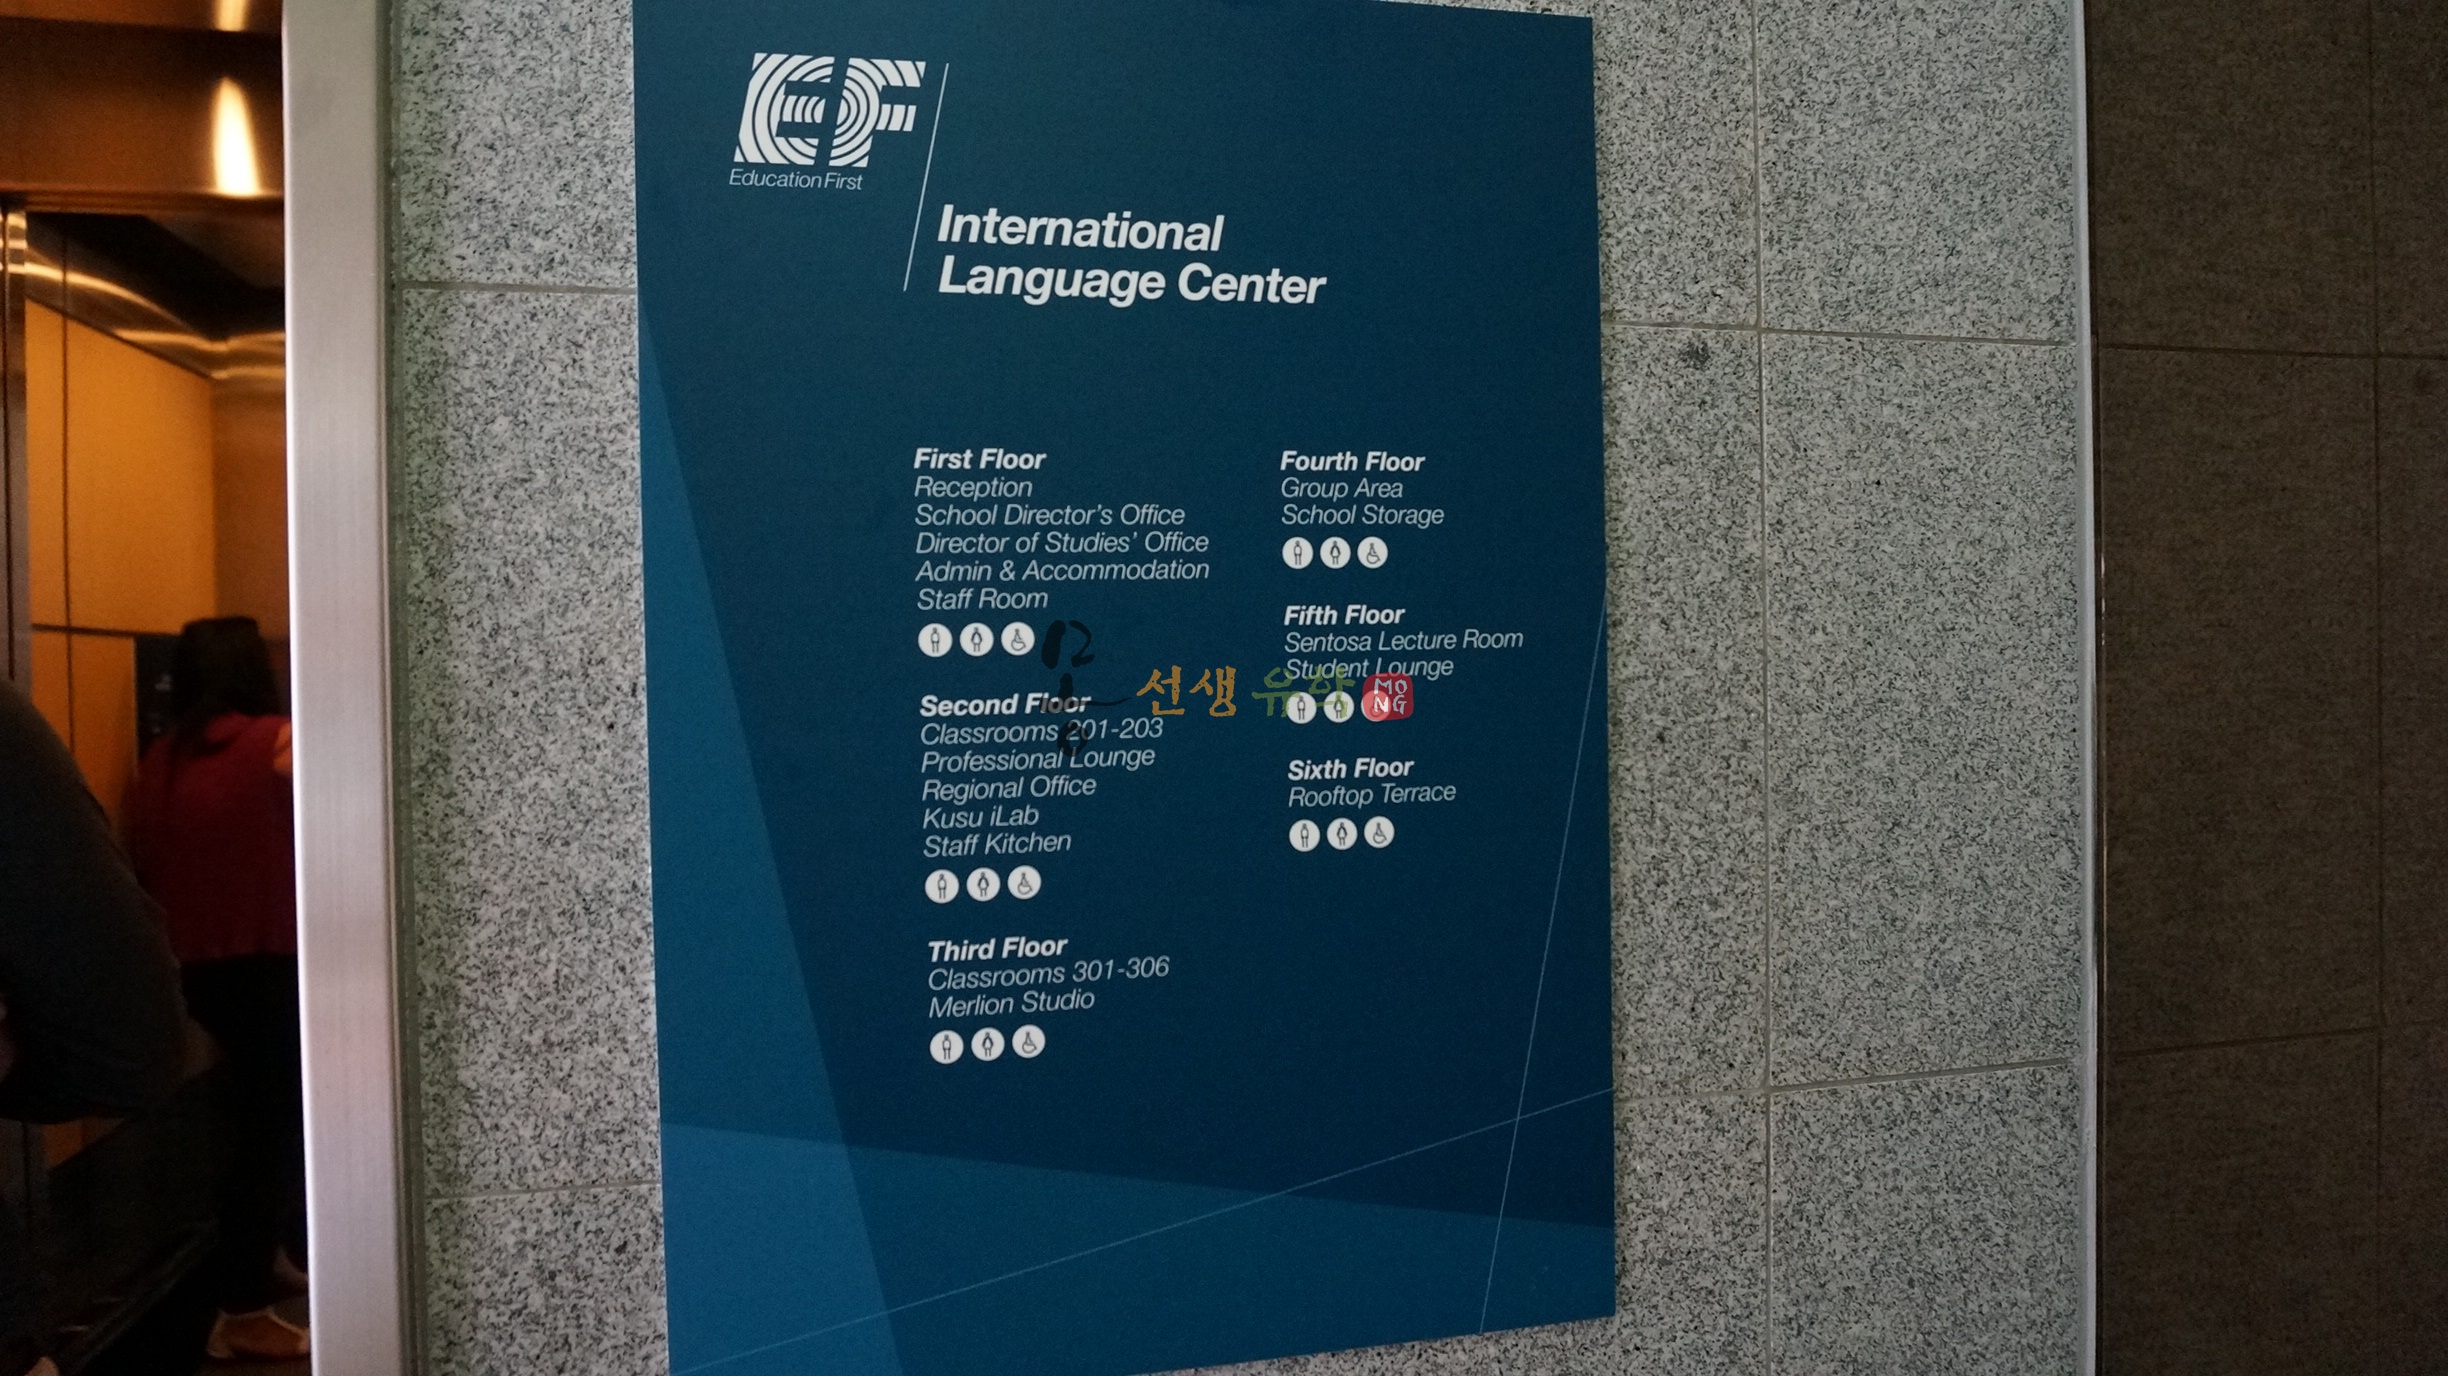 EF
Education First
International
Language Center
First Floor
Reception
School Director's Office
Director of Studies' Office
Admin & Accommodation
Staff Room
Second Floor
Classrooms 201-203
Professional Lounge
Regional Office
Kusu iLab
Staff Kitchen
Third Floor
Classrooms 301-306
Merlion Studio
Fourth Floor
Group Area
School Storage
Fifth Floor
Sentosa Lecture Room
Student Lounge
Sixth Floor
Rooftop Terrace
몽선생유학
MONG